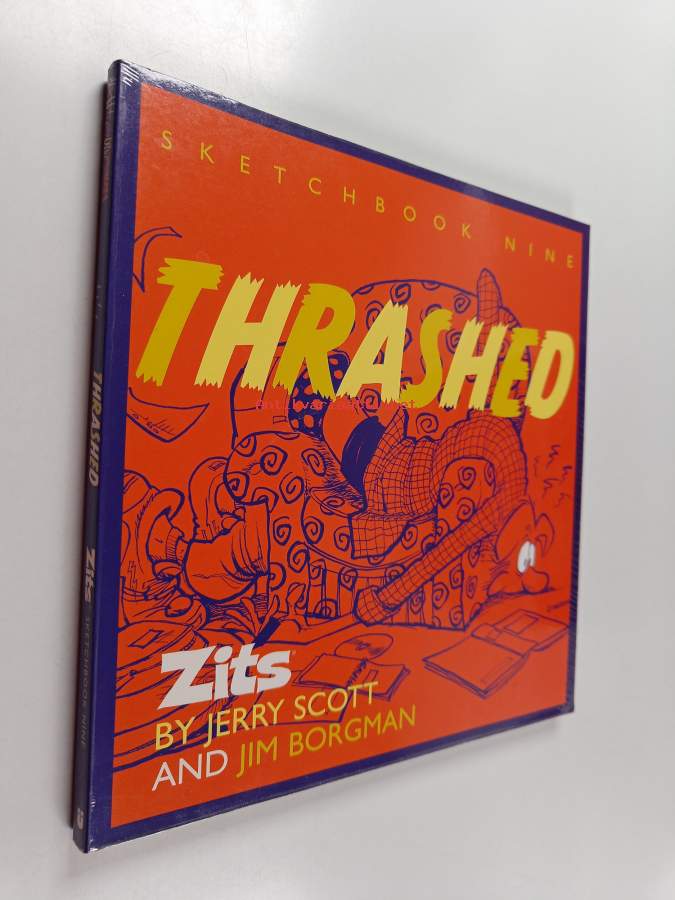 SKETCHBOOK NINE
THRASHED
Zits
BY JERRY SCOTT
AND JIM BORGMAN
THRASHED
Zits
SKETCHBOOK NINE